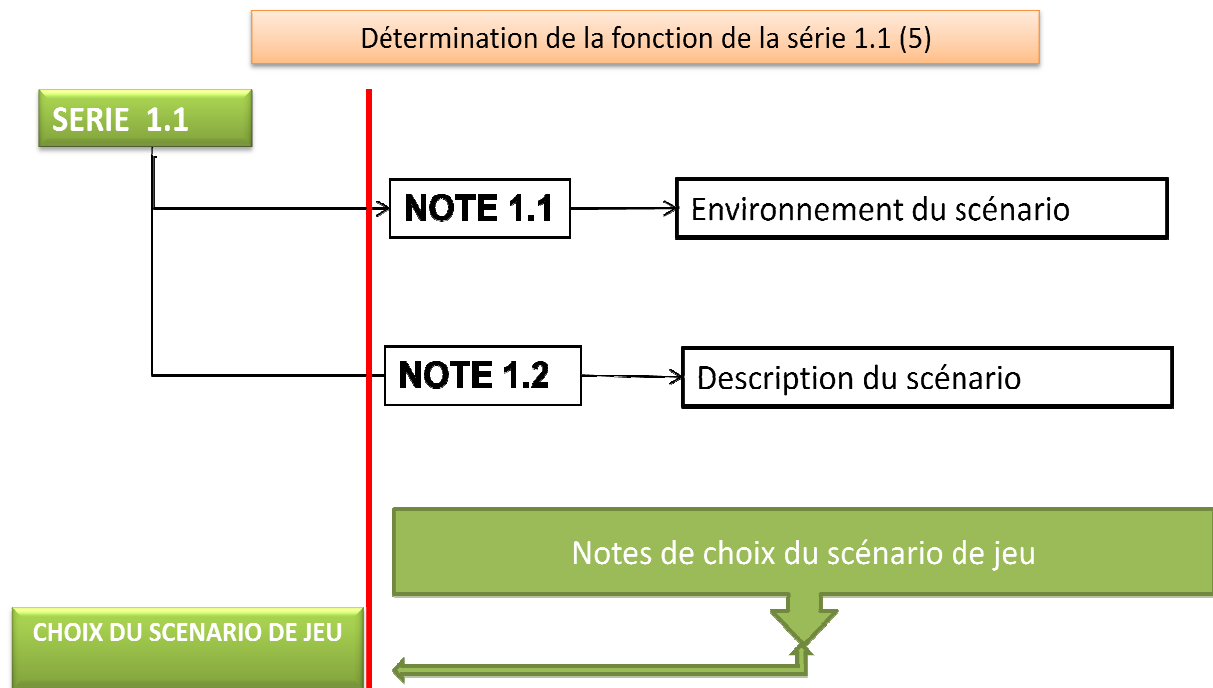 Détermination de la fonction de la série 1.1 (5)
SERIE 1.1
NOTE 1.1
Environnement du scénario
NOTE 1.2
Description du scénario
Notes de choix du scénario de jeu
CHOIX DU SCENARIO DE JEU